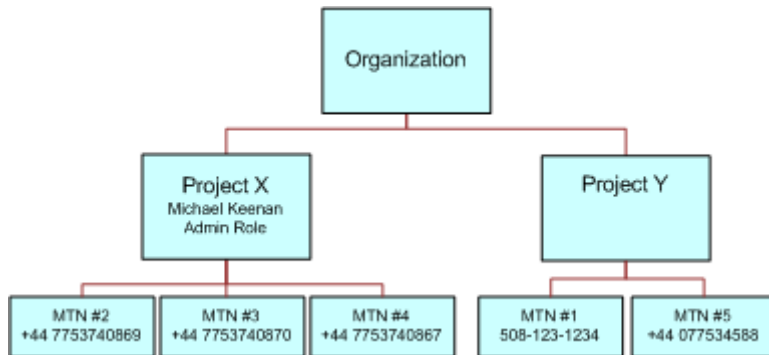 Organization
Project X
Michael Keenan
Admin Role
Project Y
MTN #2
+44 7753740869
MTN #3
+44 7753740870
MTN #4
+44 7753740867
MTN #1
508-123-1234
MTN #5
+44 077534588